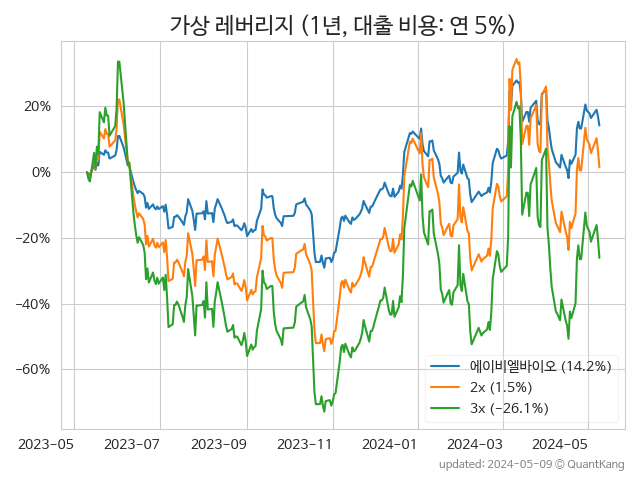 가상 레버리지 (1년, 대출 비용: 연 5%)
20%
0%
−20%
−40%
−60%
에이비엘바이오 (14.2%)
2x (1.5%)
3x (−26.1%)
2023-05 2023-07 2023-09 2023-11 2024-01 2024-03 2024-05
updated: 2024-05-09 © QuantKang